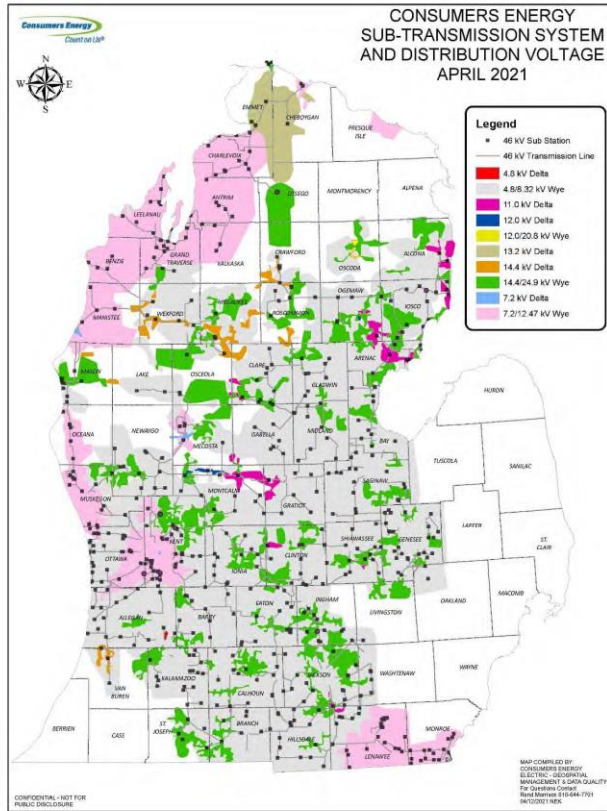 Consumers Energy
Count on Us®
CONSUMERS ENERGY
SUB-TRANSMISSION SYSTEM
AND DISTRIBUTION VOLTAGE
APRIL 2021
N
W
E
S
Legend
46 kV Sub Station
46 kV Transmission Line
4.8 kV Delta
4.8/8.32 kV Wye
11.0 kV Delta
12.0 kV Delta
12.0/20.8 kV Wye
13.2 kV Delta
14.4 kV Delta
14.4/24.9 kV Wye
7.2 kV Delta
7.2/12.47 kV Wye
EMMET
CHEBOYGAN
PRESQUE
ISLE
CHARLEVOIX
ANTRIM
OTSEGO
MONTMORENCY
ALPENA
LEELANAU
BENZIE
GRAND
TRAVERSE
KALKASKA
CRAWFORD
OSCODA
ALCONA
MANISTEE
WEXFORD
MISSAUKEE
ROSCOMMON
OGEMAW
IOSCO
MASON
LAKE
OSCEOLA
CLARE
GLADWIN
ARENAC
HURON
OCEANA
NEWAYGO
MECOSTA
ISABELLA
MIDLAND
BAY
TUSCOLA
SANILAC
MUSKEGON
MONTCALM
GRATIOT
SAGINAW
LAPEER
ST.
CLAIR
OTTAWA
KENT
IONIA
CLINTON
SHIAWASSEE
GENESEE
ALLEGAN
BARRY
EATON
INGHAM
LIVINGSTON
OAKLAND
MACOMB
VAN
BUREN
KALAMAZOO
CALHOUN
JACKSON
WASHTENAW
WAYNE
BERRIEN
CASS
ST.
JOSEPH
BRANCH
HILLSDALE
LENAWEE
MONROE
CONFIDENTIAL - NOT FOR
PUBLIC DISCLOSURE
MAP COMPILED BY
CONSUMERS ENERGY
ELECTRIC - GEOSPATIAL
MANAGEMENT & DATA QUALITY
For Questions Contact
04/12/2021 NEK